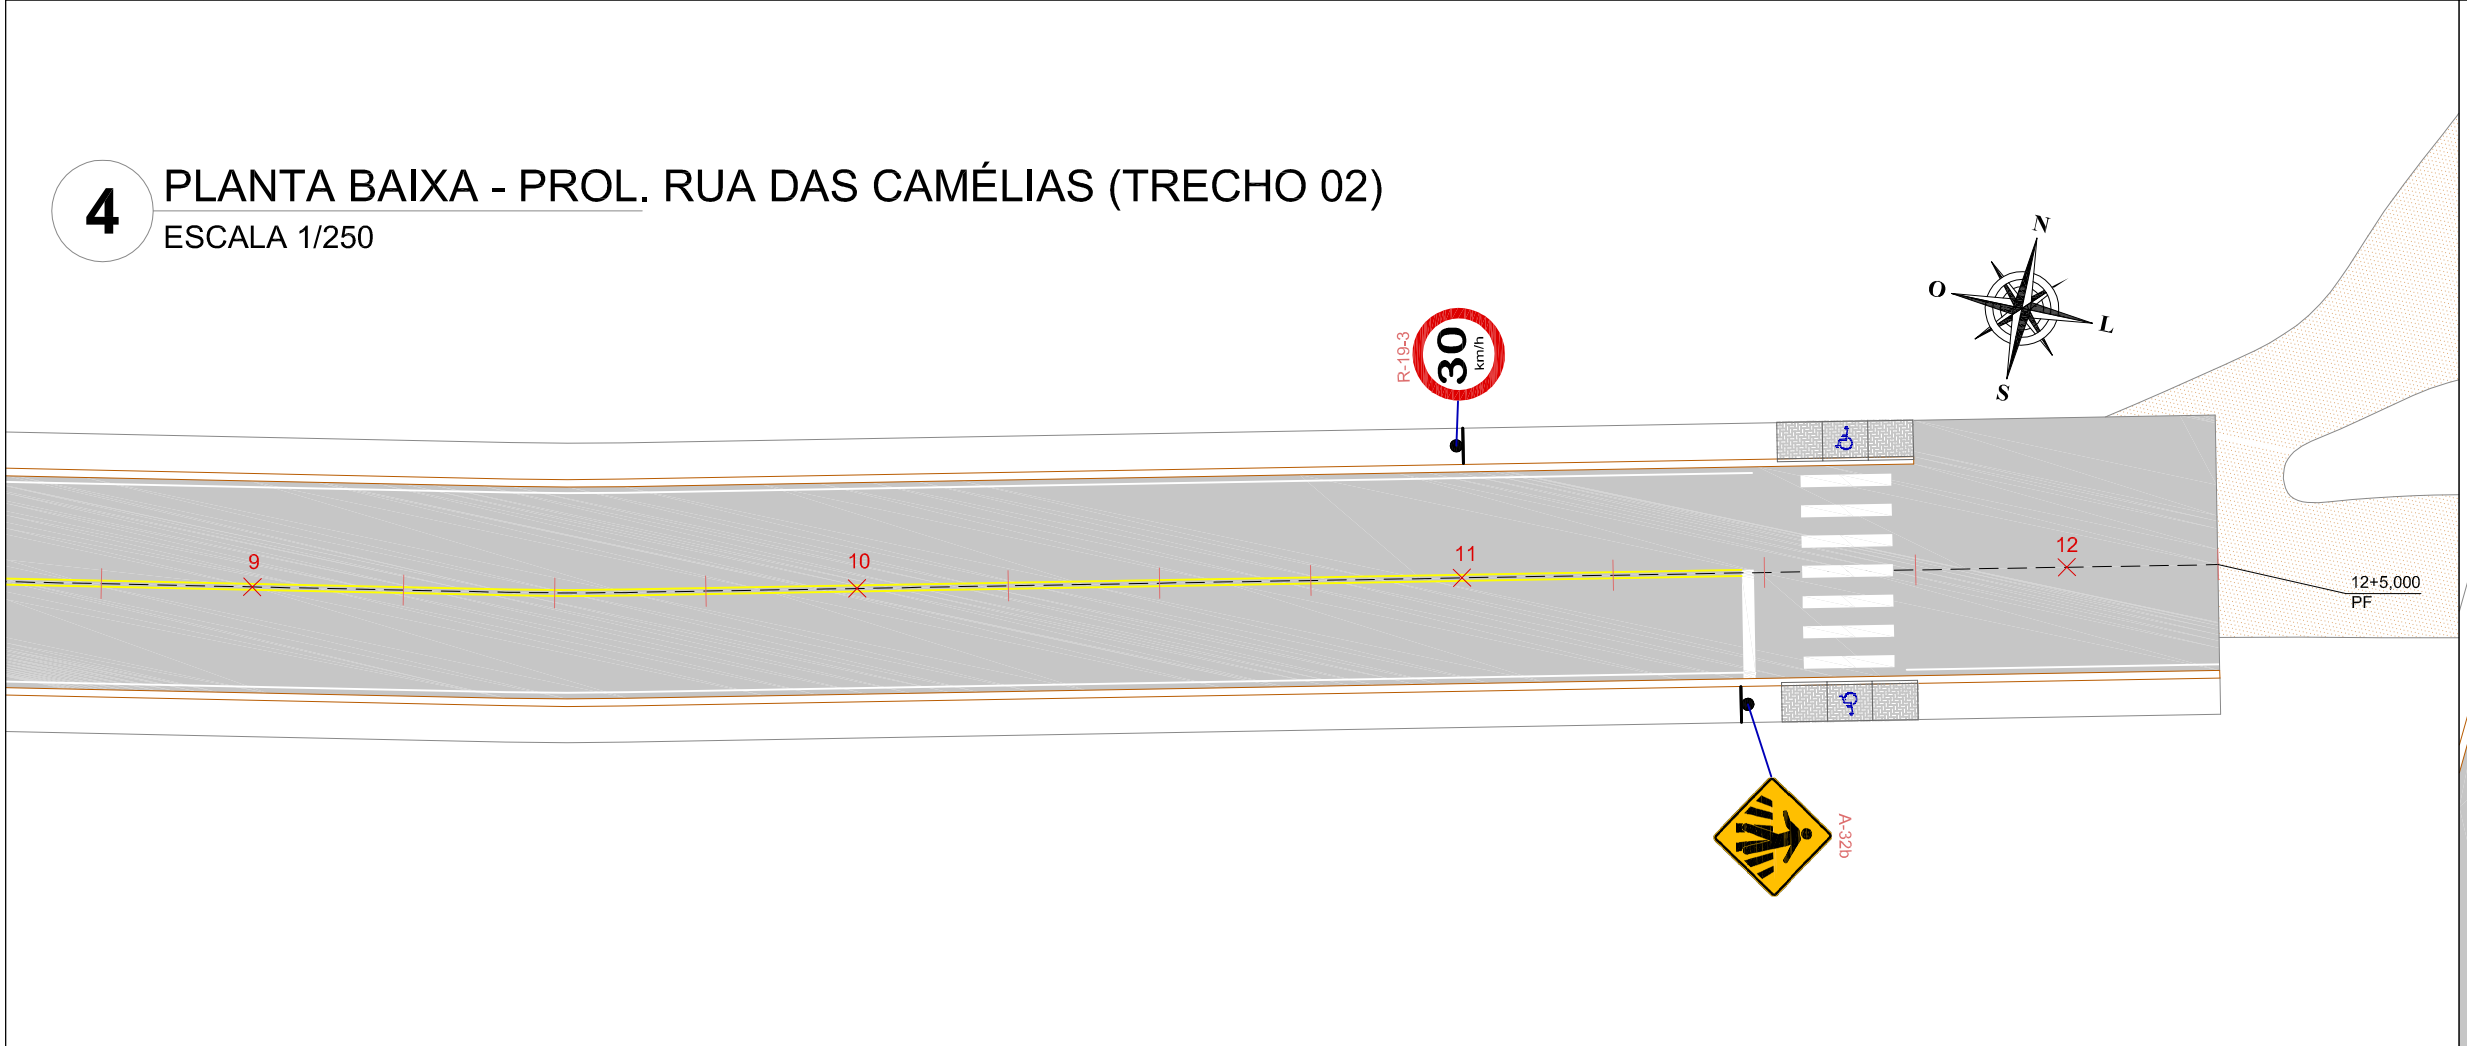 4
PLANTA BAIXA - PROL. RUA DAS CAMÉLIAS (TRECHO 02)
ESCALA 1/250
N
O
L
S
R-19-3
30
km/h
9
10
11
12
12+5,000
PF
A-32b